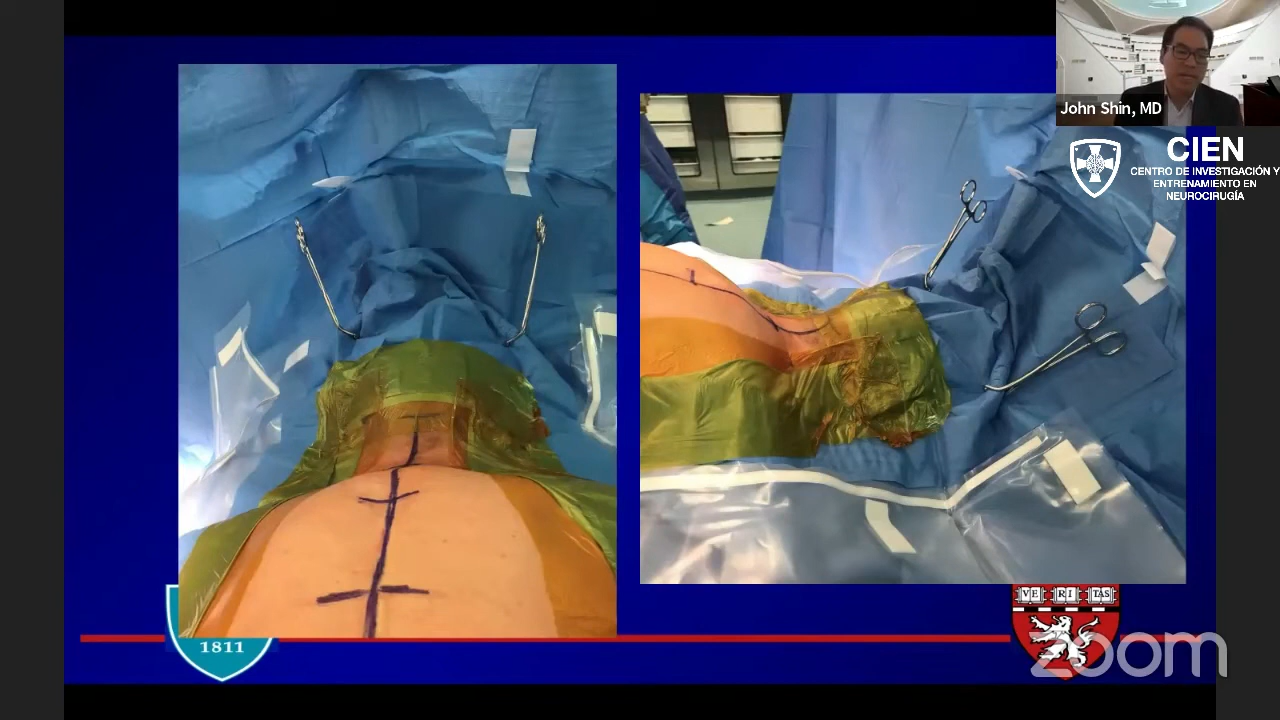 John Shin, MD
CIEN
CENTRO DE INVESTIGACIÓN Y
ENTRENAMIENTO EN
NEUROCIRUGÍA
1811
VE RI TAS
zoom